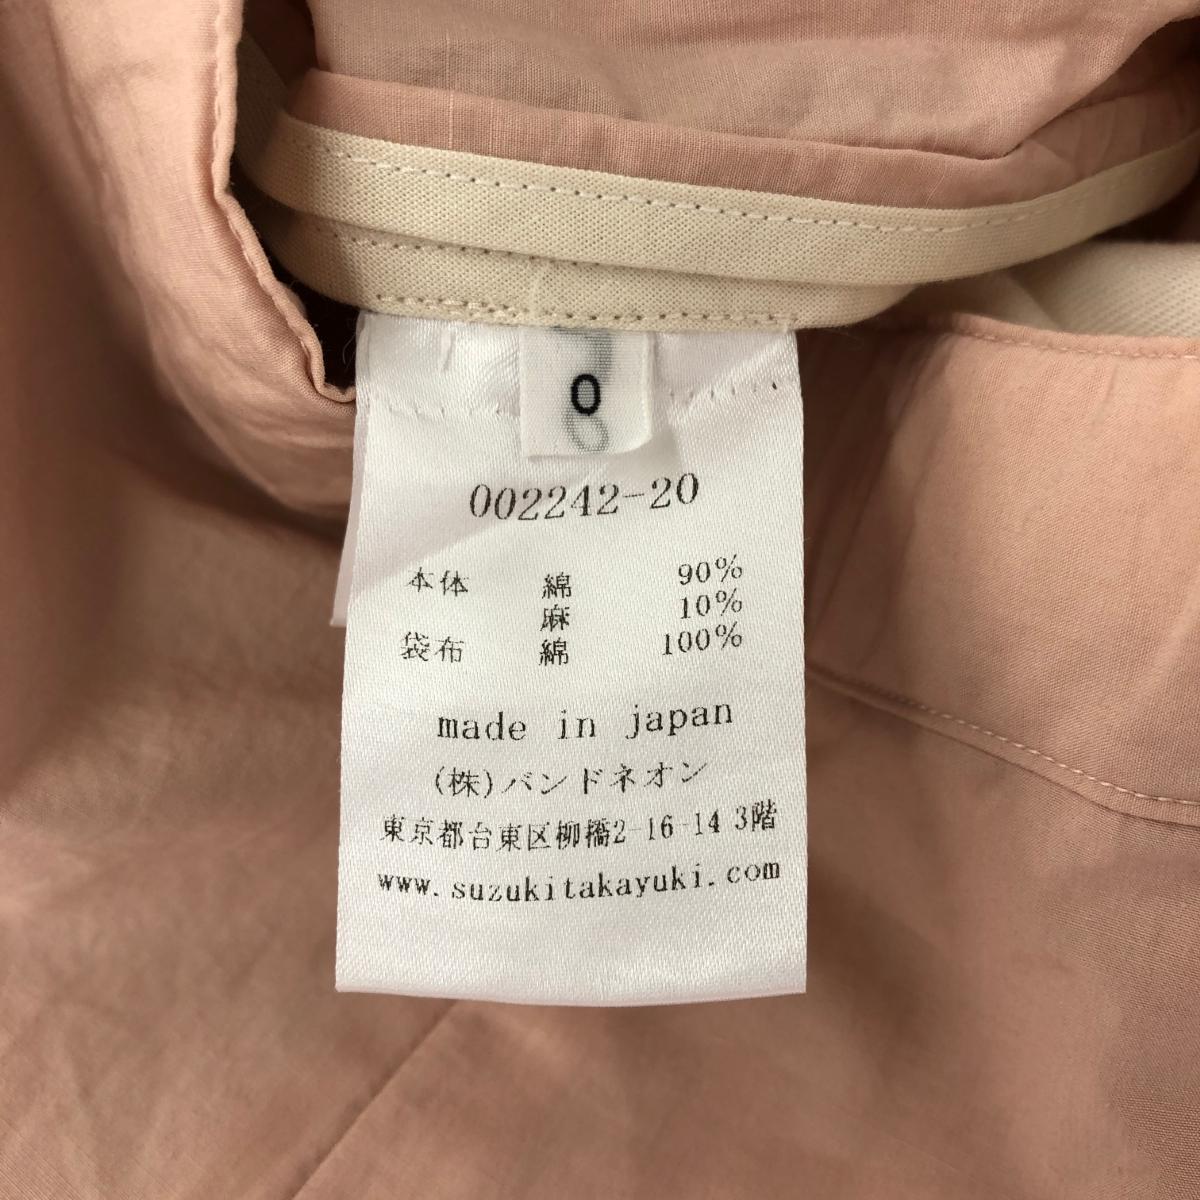 0
002242-20
本体 綿 90%
麻 10%
袋布 綿 100%
made in japan
(株)バンドネオン
東京都台東区柳橋2-16-14 3階
www.suzukitakayuki.com